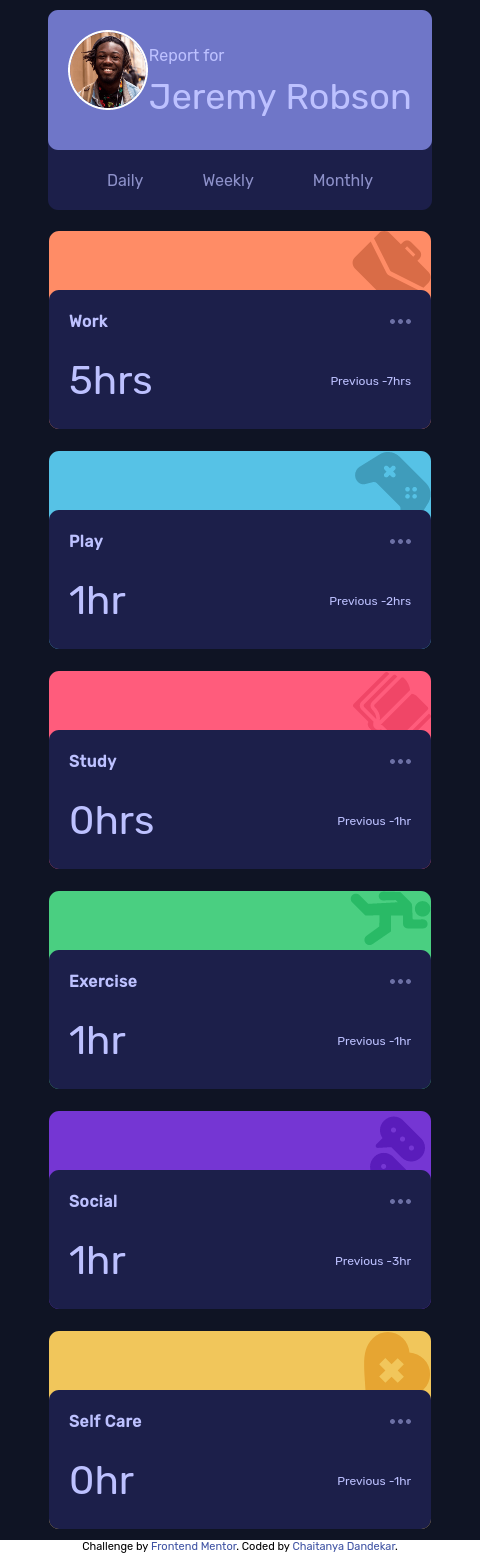 Report for
Jeremy Robson
Daily Weekly Monthly
Work
5hrs Previous -7hrs
Play
1hr Previous -2hrs
Study
0hrs Previous -1hr
Exercise
1hr Previous -1hr
Social
1hr Previous -3hr
Self Care
0hr Previous -1hr
Challenge by Frontend Mentor. Coded by Chaitanya Dandekar.